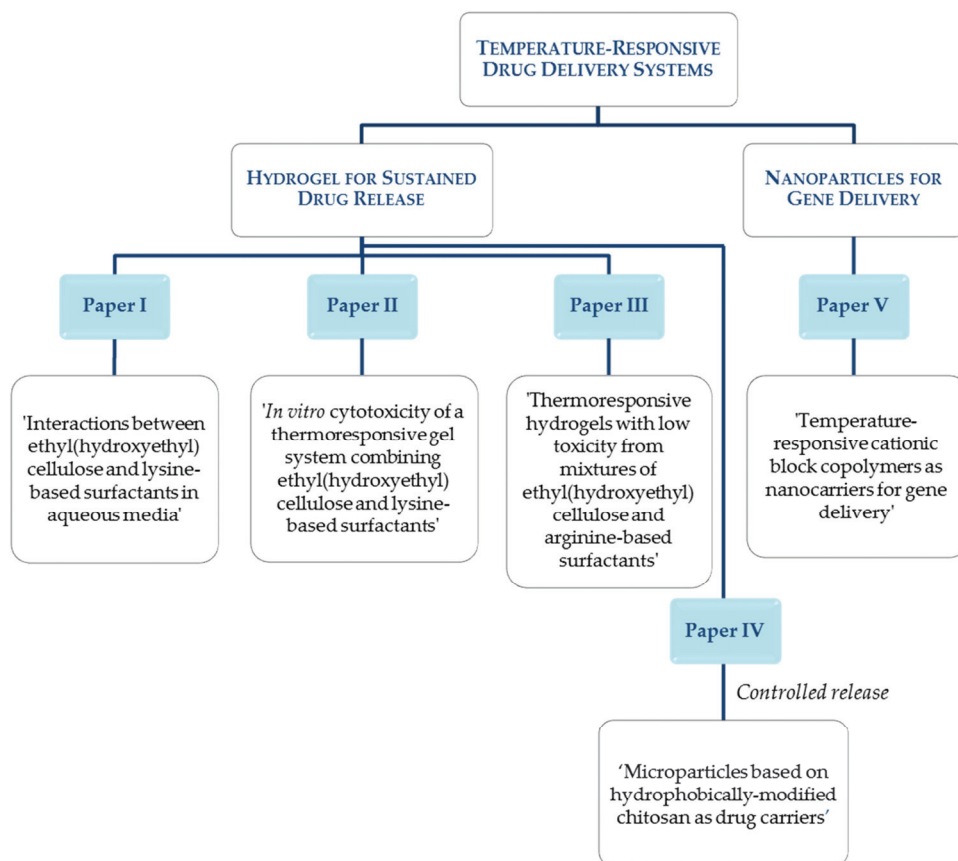 TEMPERATURE-RESPONSIVE
DRUG DELIVERY SYSTEMS
HYDROGEL FOR SUSTAINED
DRUG RELEASE
NANOPARTICLES FOR
GENE DELIVERY
Paper I
Paper II
Paper III
Paper V
'Interactions between
ethyl(hydroxyethyl)
cellulose and lysine-
based surfactants in
aqueous media'
'In vitro cytotoxicity of a
thermoresponsive gel
system combining
ethyl(hydroxyethyl)
cellulose and lysine-
based surfactants'
'Thermoresponsive
hydrogels with low
toxicity from
mixtures of
ethyl(hydroxyethyl)
cellulose and
arginine-based
surfactants'
'Temperature-
responsive cationic
block copolymers as
nanocarriers for gene
delivery'
Paper IV
Controlled release
‘Microparticles based on
hydrophobically-modified
chitosan as drug carriers’